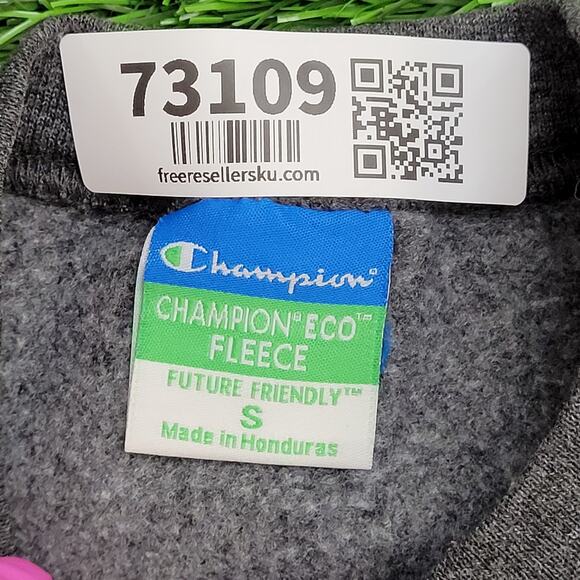 73109
freeresellersku.com
Champion®
CHAMPION® ECO™
FLEECE
FUTURE FRIENDLY™
S
Made in Honduras